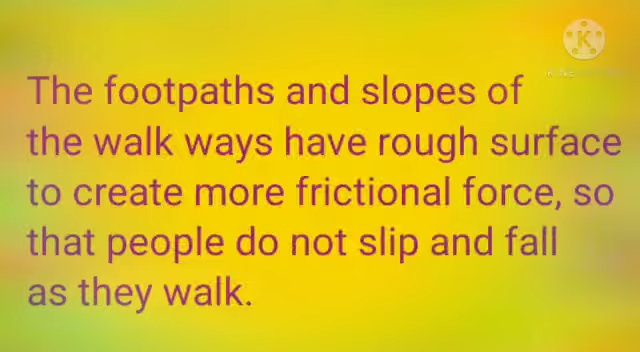 K
The footpaths and slopes of
the walk ways have rough surface
to create more frictional force, so
that people do not slip and fall
as they walk.